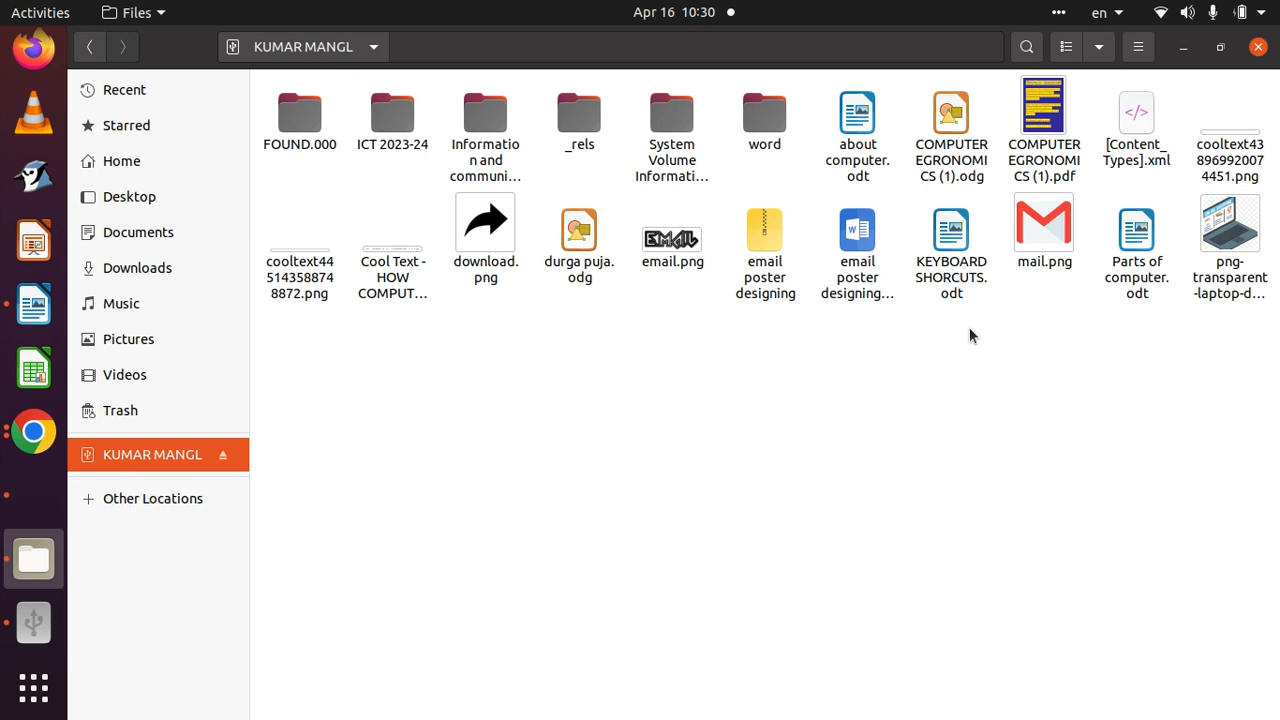 Activities
Files
Apr 16 10:30
en
KUMAR MANGL
Recent
Starred
Home
Desktop
Documents
Downloads
Music
Pictures
Videos
Trash
KUMAR MANGL
Other Locations
FOUND.000
ICT 2023-24
Informatio
n and
communi...
_rels
System
Volume
Informati...
word
about
computer.
odt
COMPUTER
EGRONOMI
CS (1).odg
COMPUTER
EGRONOMI
CS (1).pdf
[Content_
Types].xml
cooltext43
896992007
4451.png
cooltext44
514358874
8872.png
Cool Text -
HOW
COMPUT...
download.
png
durga puja.
odg
EMAIL
email.png
email
poster
designing
W
email
poster
designing...
KEYBOARD
SHORCUTS.
odt
mail.png
Parts of
computer.
odt
png-
transparent
-laptop-d...